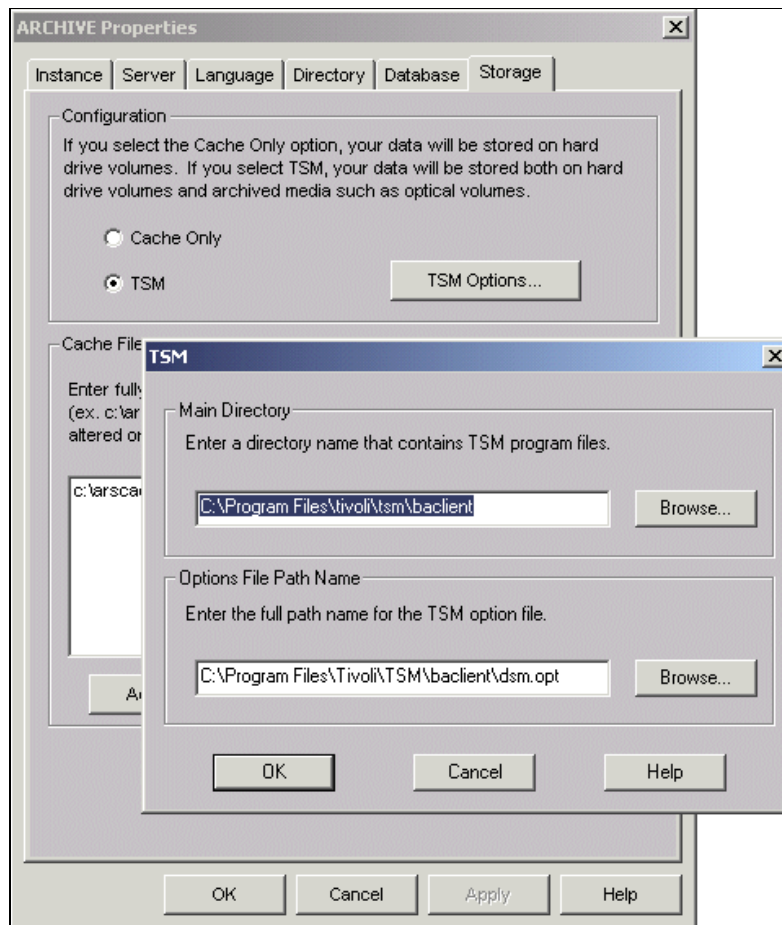 ARCHIVE Properties
Instance
Server
Language
Directory
Database
Storage
Configuration
If you select the Cache Only option, your data will be stored on hard
drive volumes. If you select TSM, your data will be stored both on hard
drive volumes and archived media such as optical volumes.
Cache Only
TSM
TSM Options...
Cache File
Enter fully
(ex. c:\ar
altered or
c:\arscac
TSM
Main Directory
Enter a directory name that contains TSM program files.
C:\Program Files\tivoli\tsm\baclient
Browse...
Options File Path Name
Enter the full path name for the TSM option file.
C:\Program Files\Tivoli\TSM\baclient\dsm.opt
Browse...
OK
Cancel
Help
OK
Cancel
Apply
Help